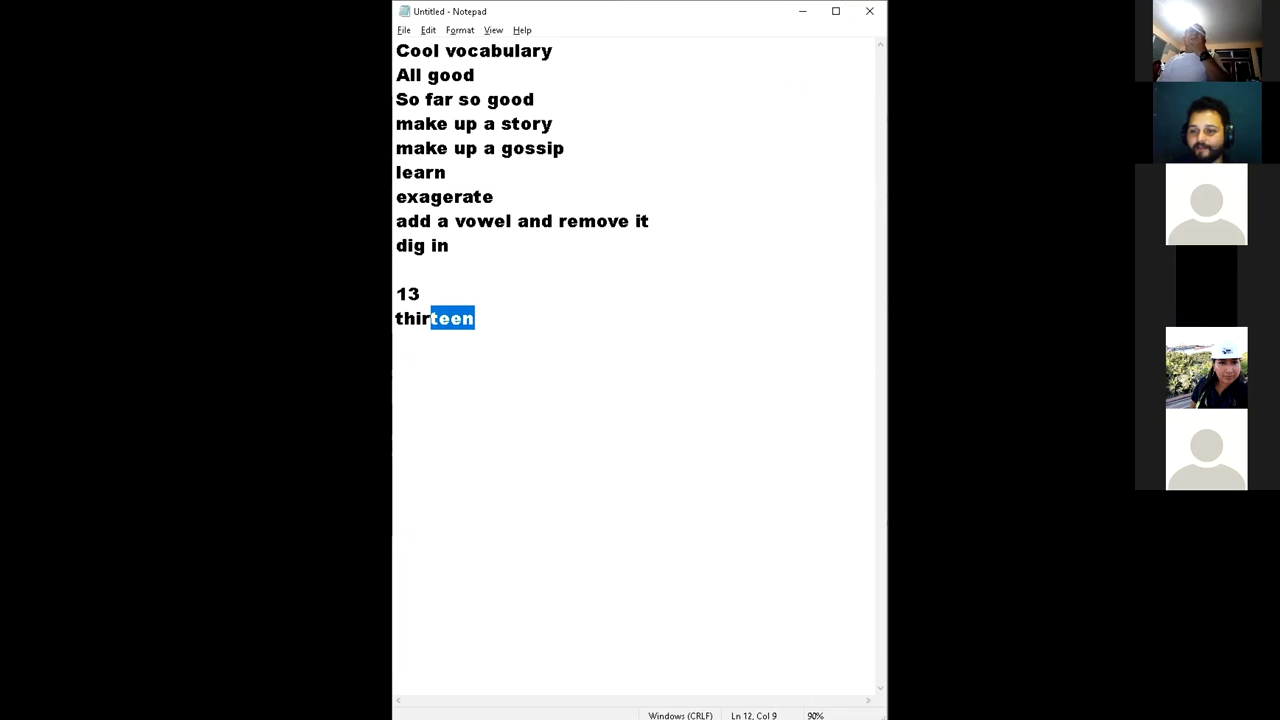 Untitled - Notepad
File Edit Format View Help
Cool vocabulary
All good
So far so good
make up a story
make up a gossip
learn
exagerate
add a vowel and remove it
dig in
13
thirteen
Windows (CRLF) Ln 12, Col 9 90%